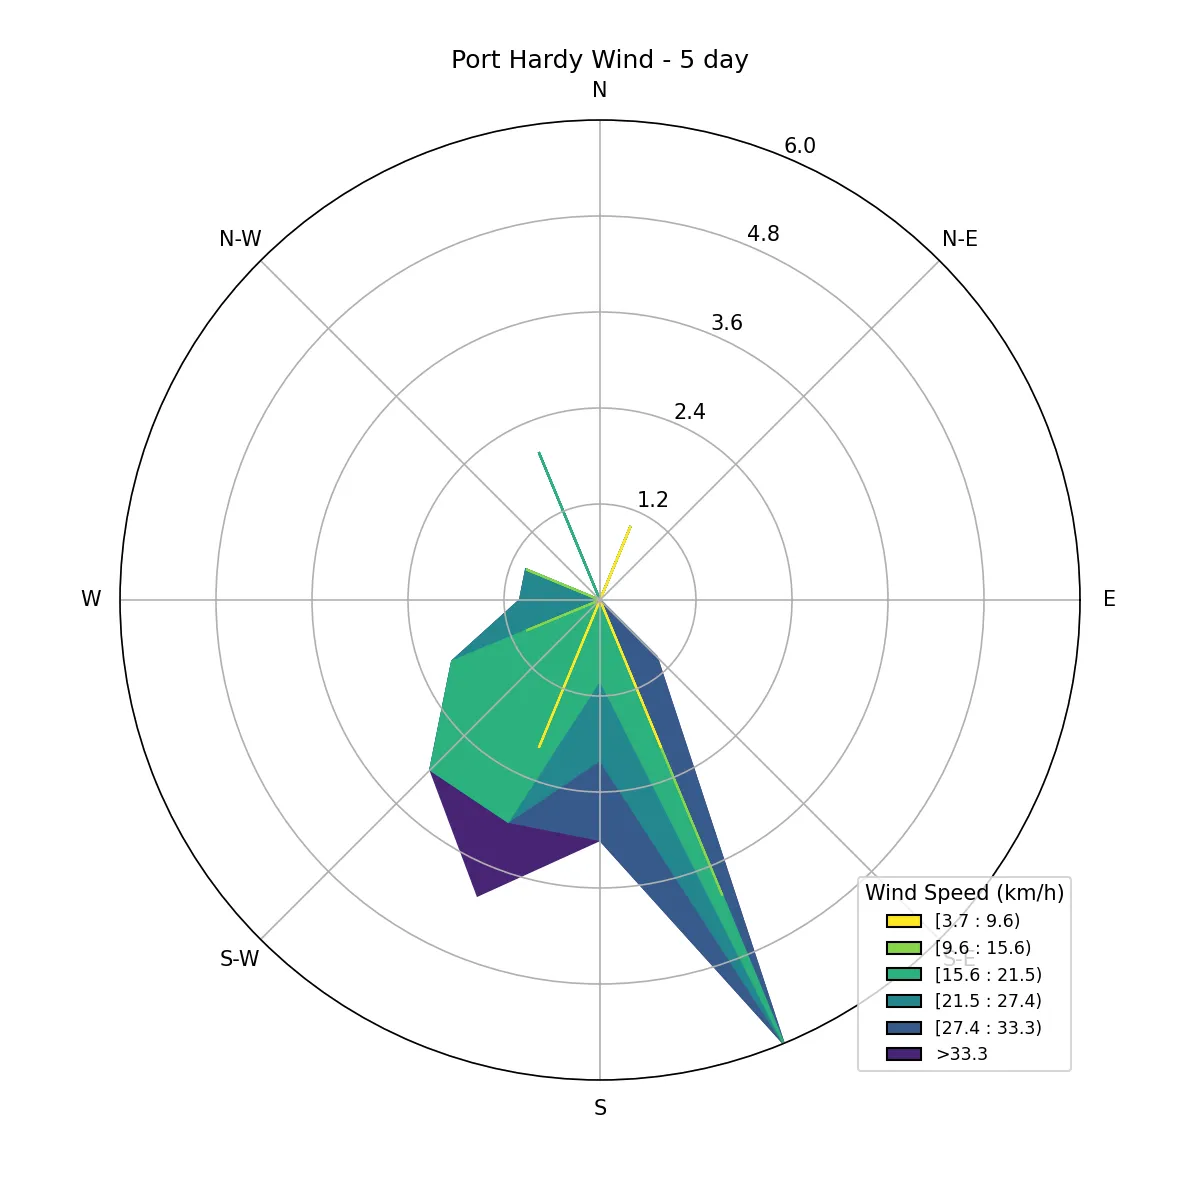 Port Hardy Wind - 5 day
N
6.0
N-W
N-E
4.8
3.6
2.4
1.2
W
E
S-W
S-E
S
Wind Speed (km/h)
[3.7 : 9.6)
[9.6 : 15.6)
[15.6 : 21.5)
[21.5 : 27.4)
[27.4 : 33.3)
>33.3